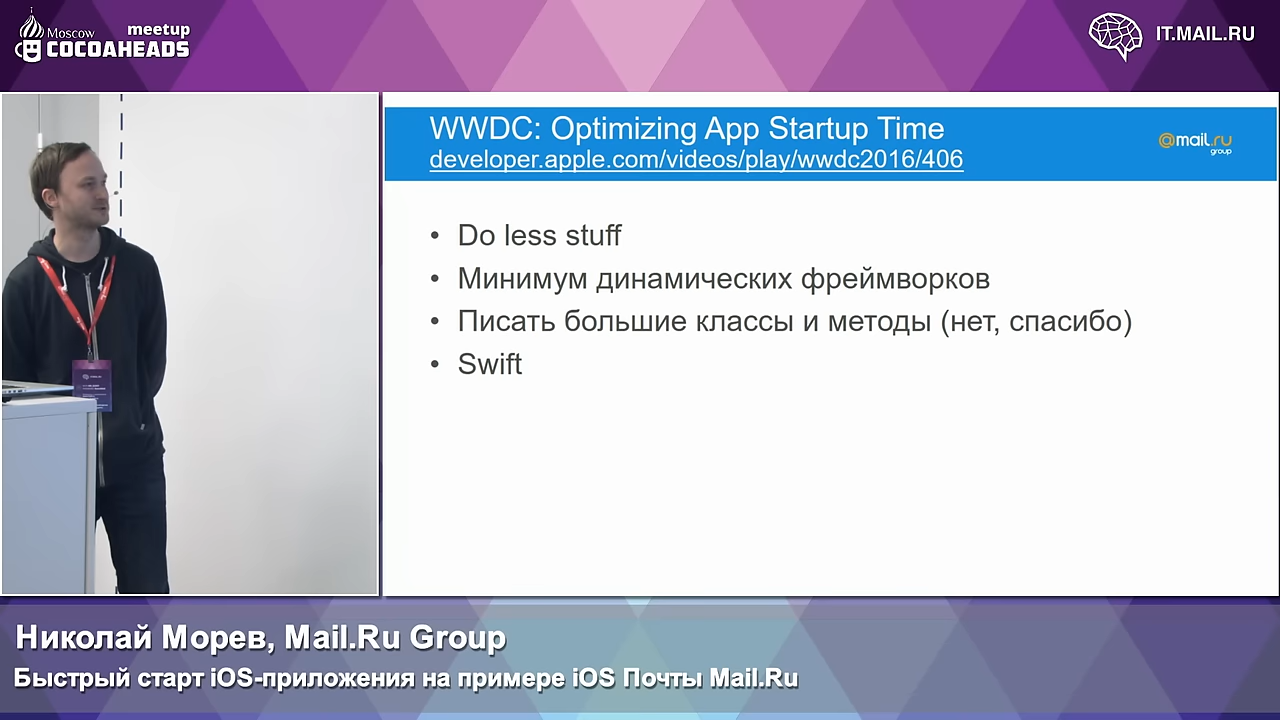 Moscow meetup
COCOAHEADS
IT.MAIL.RU
WWDC: Optimizing App Startup Time
developer.apple.com/videos/play/wwdc2016/406
@mail.ru
group
• Do less stuff
• Минимум динамических фреймворков
• Писать большие классы и методы (нет, спасибо)
• Swift
Николай Морев, Mail.Ru Group
Быстрый старт iOS-приложения на примере iOS Почты Mail.Ru